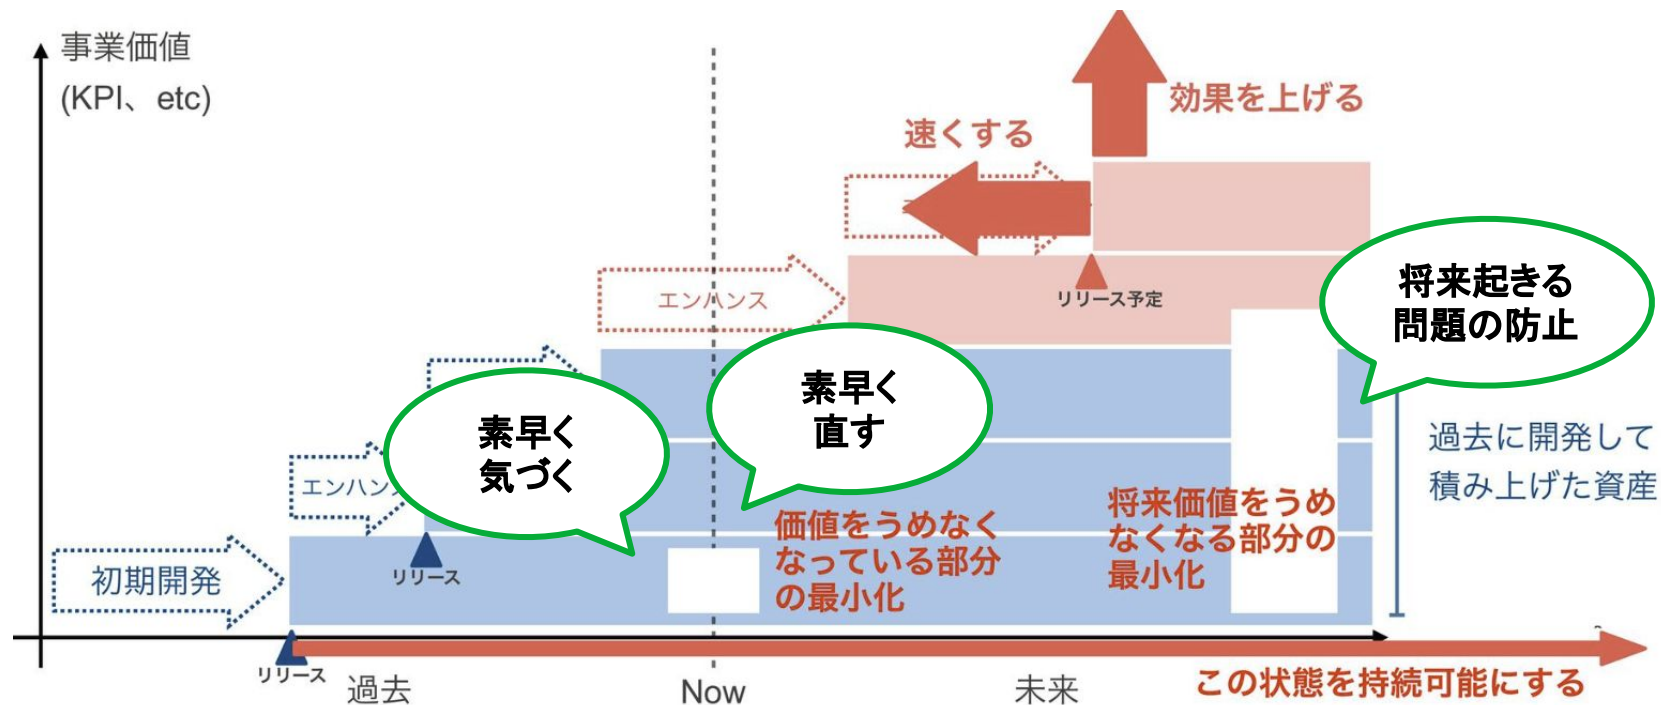 事業価値
(KPI、etc)
効果を上げる
速くする
リリース予定
エンハンス
将来起きる
問題の防止
素早く
直す
素早く
気づく
エンハン
過去に開発して
積み上げた資産
価値をうめなく
なっている部分
の最小化
将来価値をうめ
なくなる部分の
最小化
リリース
初期開発
リリース
過去
Now
未来
この状態を持続可能にする